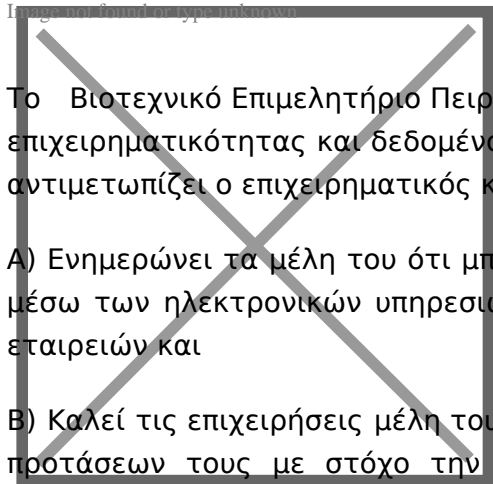 Image not found or type unknown
Το Βιοτεχνικό Επιμελητήριο Πειρ
επιχειρηματικότητας και δεδομένα
αντιμετωπίζει ο επιχειρηματικός κ
Α) Ενημερώνει τα μέλη του ότι μπ
μέσω των ηλεκτρονικών υπηρεσιώ
εταιρειών και
Β) Καλεί τις επιχειρήσεις μέλη του
προτάσεων τους με στόχο την